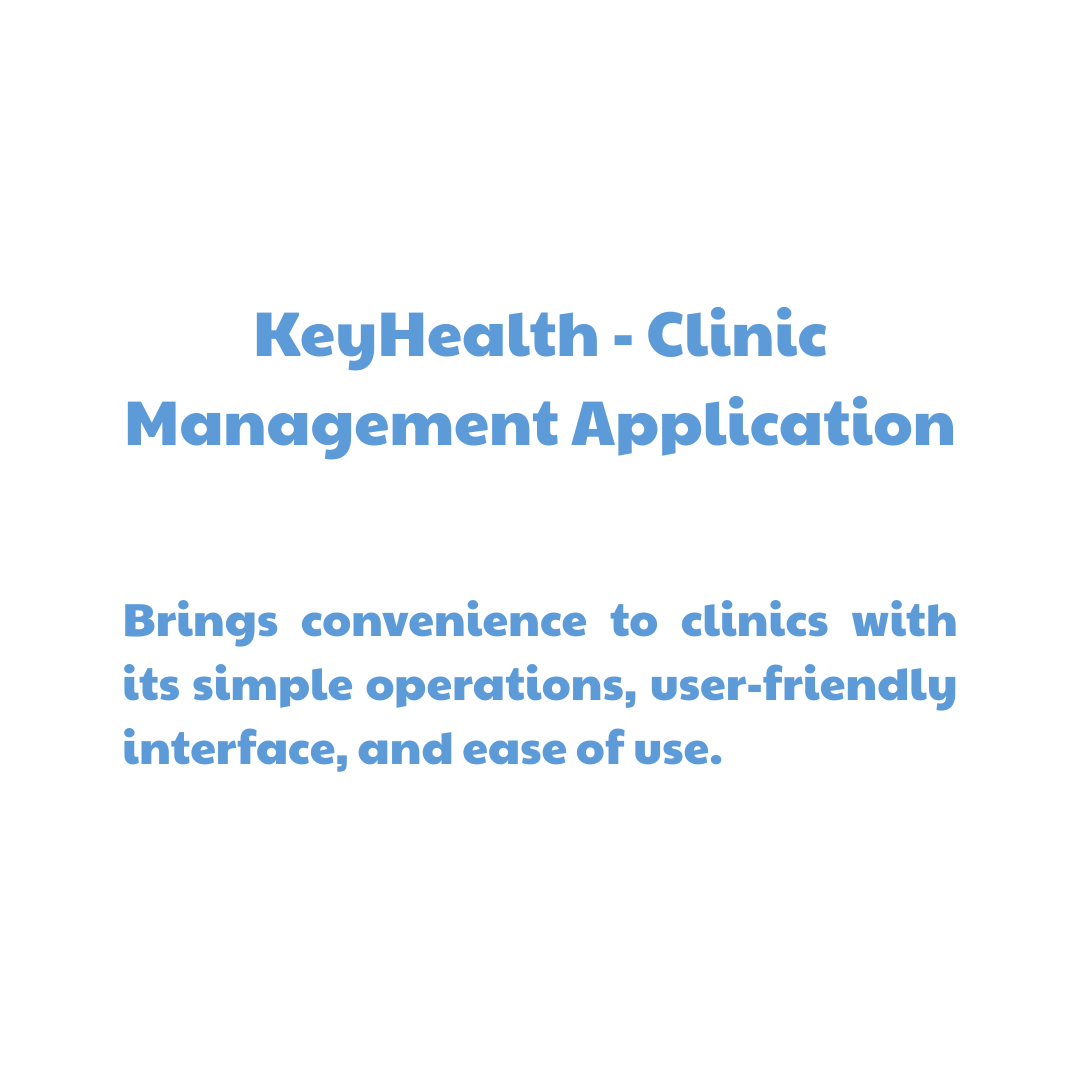 KeyHealth - Clinic
Management Application
Brings convenience to clinics with
its simple operations, user-friendly
interface, and ease of use.